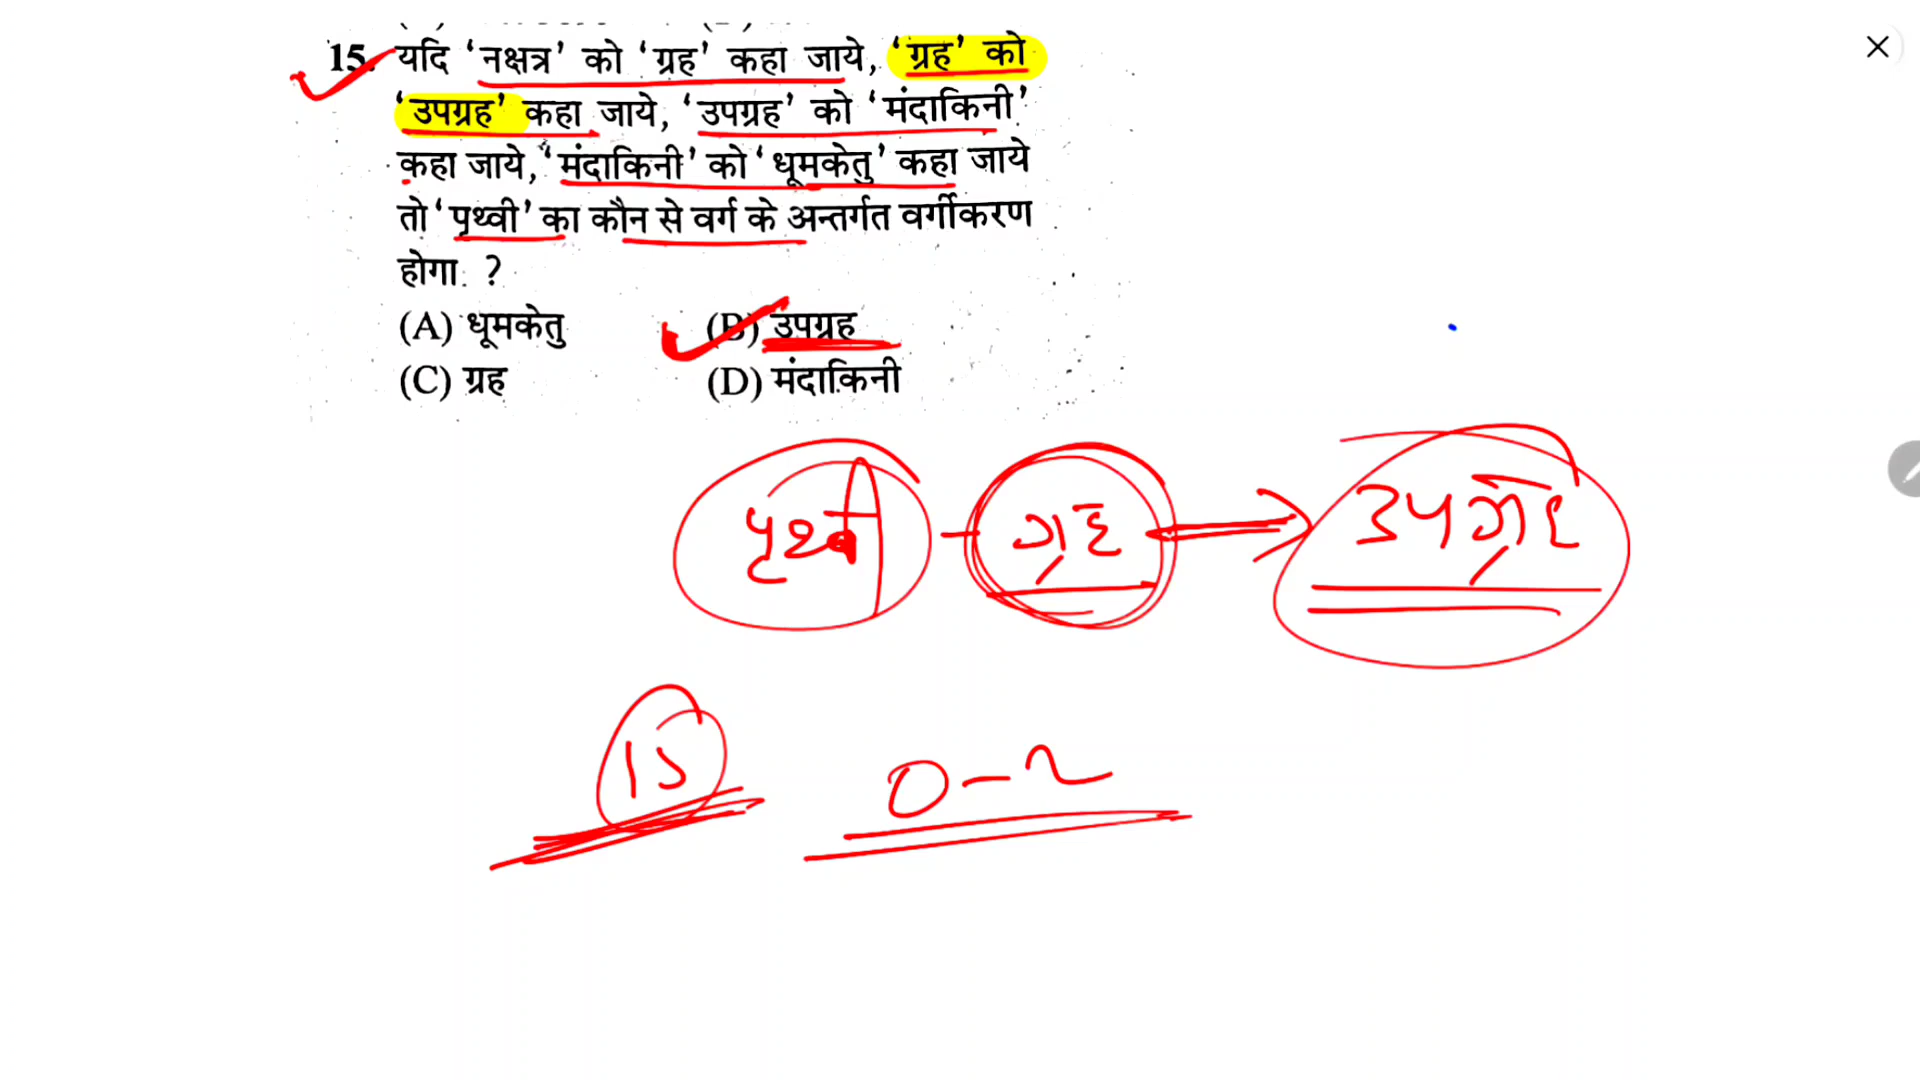 15. यदि ‘नक्षत्र’ को ‘ग्रह’ कहा जाये, ‘ग्रह’ को
‘उपग्रह’ कहा जाये, ‘उपग्रह’ को ‘मंदाकिनी’
कहा जाये, ‘मंदाकिनी’ को ‘धूमकेतु’ कहा जाये
तो ‘पृथ्वी’ का कौन से वर्ग के अन्तर्गत वर्गीकरण
होगा ?
(A) धूमकेतु (B) उपग्रह
(C) ग्रह (D) मंदाकिनी
पृथ्वी - ग्रह ⇒ उपग्रह
15 0-2